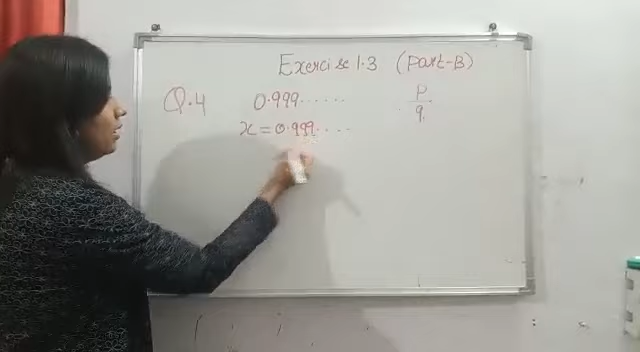 Exercise 1.3 (Part-B)
Q.4 0.999...... p/q.
x = 0.999.....